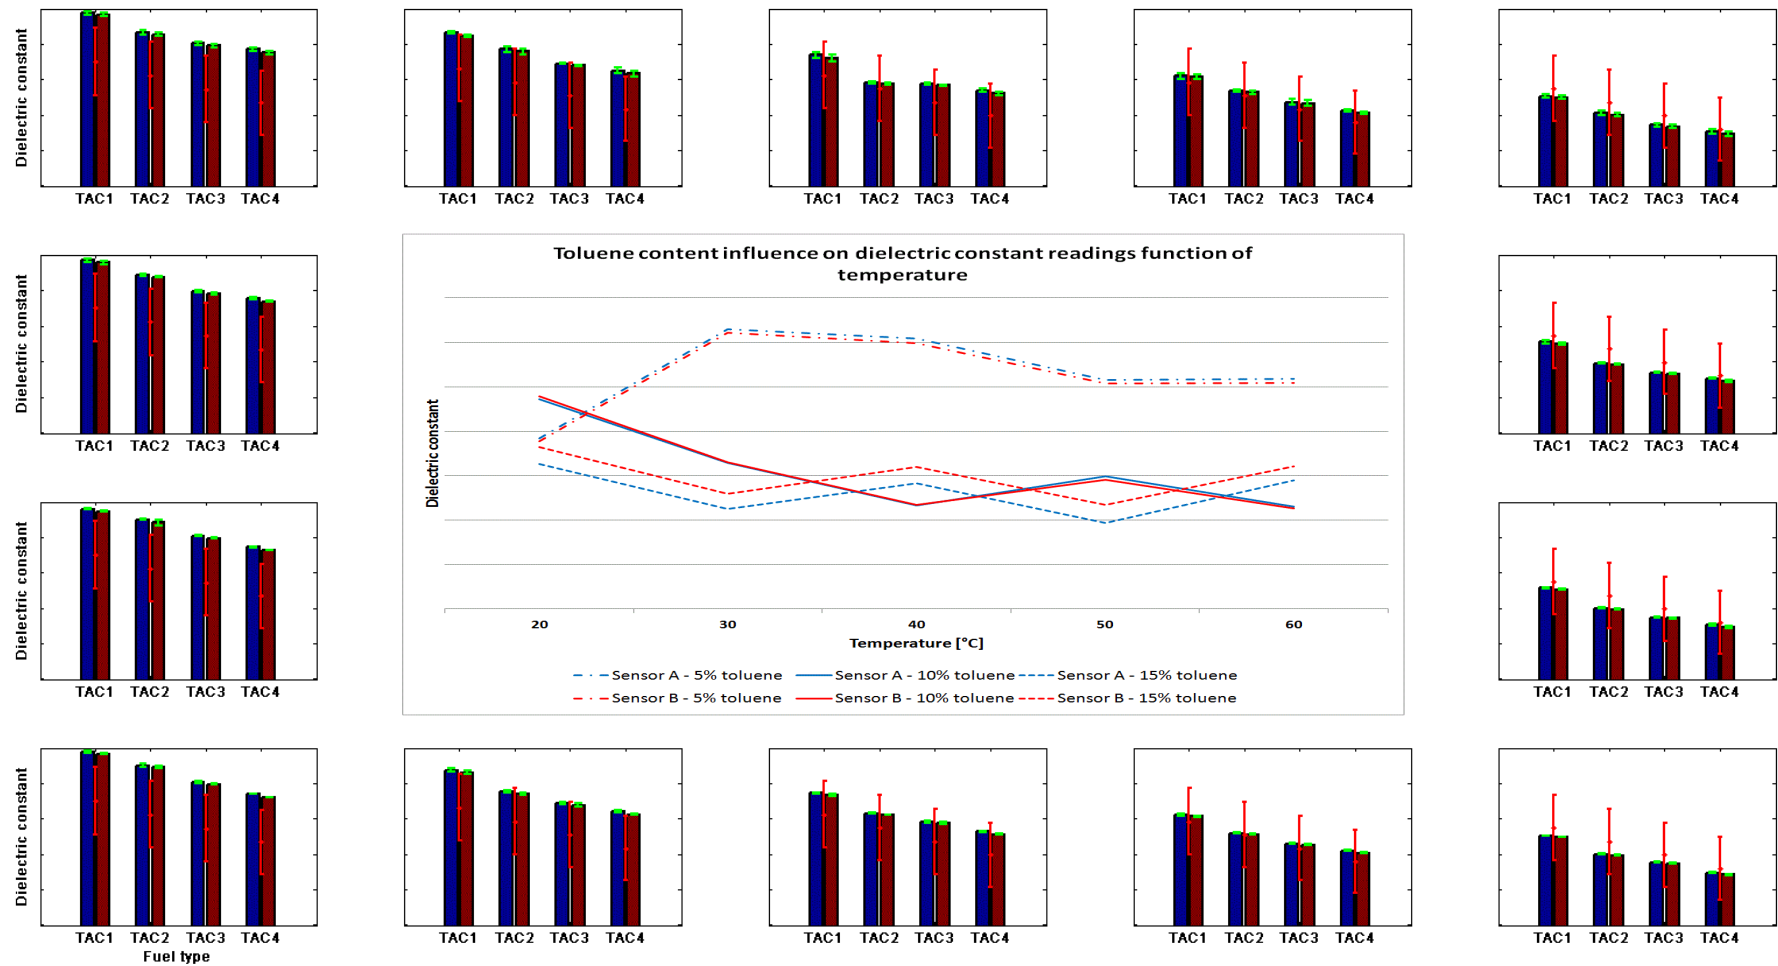 Dielectric constant
TAC1 TAC2 TAC3 TAC4
TAC1 TAC2 TAC3 TAC4
TAC1 TAC2 TAC3 TAC4
TAC1 TAC2 TAC3 TAC4
TAC1 TAC2 TAC3 TAC4
Dielectric constant
TAC1 TAC2 TAC3 TAC4
Toluene content influence on dielectric constant readings function of
temperature
Dielectric constant
20 30 40 50 60
Temperature [°C]
Sensor A - 5% toluene Sensor A - 10% toluene Sensor A - 15% toluene
Sensor B - 5% toluene Sensor B - 10% toluene Sensor B - 15% toluene
TAC1 TAC2 TAC3 TAC4
Dielectric constant
TAC1 TAC2 TAC3 TAC4
TAC1 TAC2 TAC3 TAC4
Dielectric constant
TAC1 TAC2 TAC3 TAC4
Fuel type
TAC1 TAC2 TAC3 TAC4
TAC1 TAC2 TAC3 TAC4
TAC1 TAC2 TAC3 TAC4
TAC1 TAC2 TAC3 TAC4